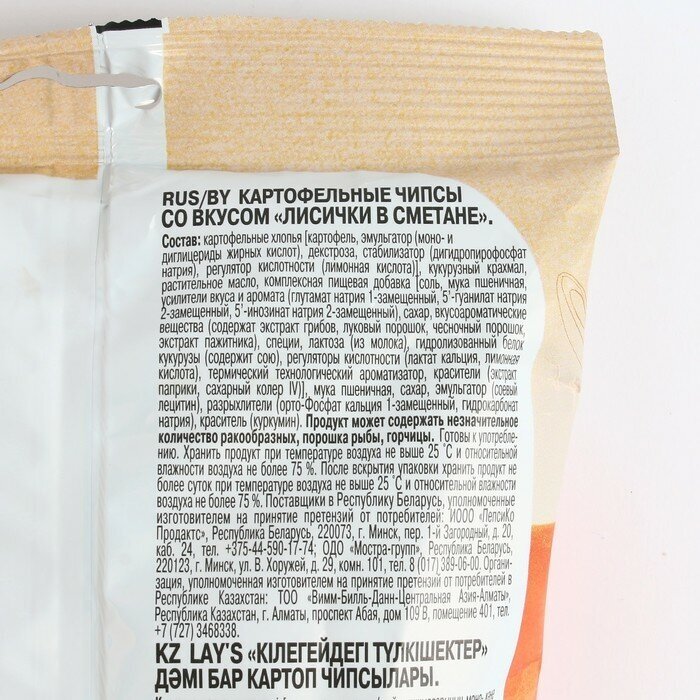 RUS/BY КАРТОФЕЛЬНЫЕ ЧИПСЫ
СО ВКУСОМ «ЛИСИЧКИ В СМЕТАНЕ».
Состав: картофельные хлопья [картофель, эмульгатор (моно- и
диглицериды жирных кислот), декстроза, стабилизатор (дигидропирофосфат
натрия), регулятор кислотности (лимонная кислота)], кукурузный крахмал,
растительное масло, комплексная пищевая добавка [соль, мука пшеничная,
усилители вкуса и аромата (глутамат натрия 1-замещенный, 5'-гуанилат натрия
2-замещенный, 5'-инозинат натрия 2-замещенный), сахар, вкусоароматические
вещества (содержат экстракт грибов, луковый порошок, чесночный порошок,
экстракт пажитника), специи, лактоза (из молока), гидролизованный белок
кукурузы (содержит сою), регуляторы кислотности (лактат кальция, лимонная
кислота), термический технологический ароматизатор, красители (экстракт
паприки, сахарный колер IV)], мука пшеничная, сахар, эмульгатор (соевый
лецитин), разрыхлители (орто-Фосфат кальция 1-замещенный, гидрокарбонат
натрия), краситель (куркумин). Продукт может содержать незначительное
количество ракообразных, порошка рыбы, горчицы. Готовы к употребле-
нию. Хранить продукт при температуре воздуха не выше 25 °С и относительной
влажности воздуха не более 75 %. После вскрытия упаковки хранить продукт не
более суток при температуре воздуха не выше 25 °С и относительной влажности
воздуха не более 75 %. Поставщики в Республику Беларусь, уполномоченные
изготовителем на принятие претензий от потребителей: ИООО «ПепсиКо
Продактс», Республика Беларусь, 220073, г. Минск, пер. 1-й Загородный, д. 20,
каб. 24, тел. +375-44-590-17-74; ОДО «Мостра-групп», Республика Беларусь,
220123, г. Минск, ул. В. Хоружей, д. 29, комн. 101, тел. 8 (017) 389-06-00. Органи-
зация, уполномоченная изготовителем на принятие претензий от потребителей в
Республике Казахстан: ТОО «Вимм-Билль-Данн-Центральная Азия-Алматы»,
Республика Казахстан, г. Алматы, проспект Абая, дом 109 В, помещение 401, тел.
+7 (727) 3468338.
KZ LAY'S «КІЛЕГЕЙДЕГІ ТҮЛКІШЕКТЕР»
ДӘМІ БАР КАРТОП ЧИПСЫЛАРЫ.